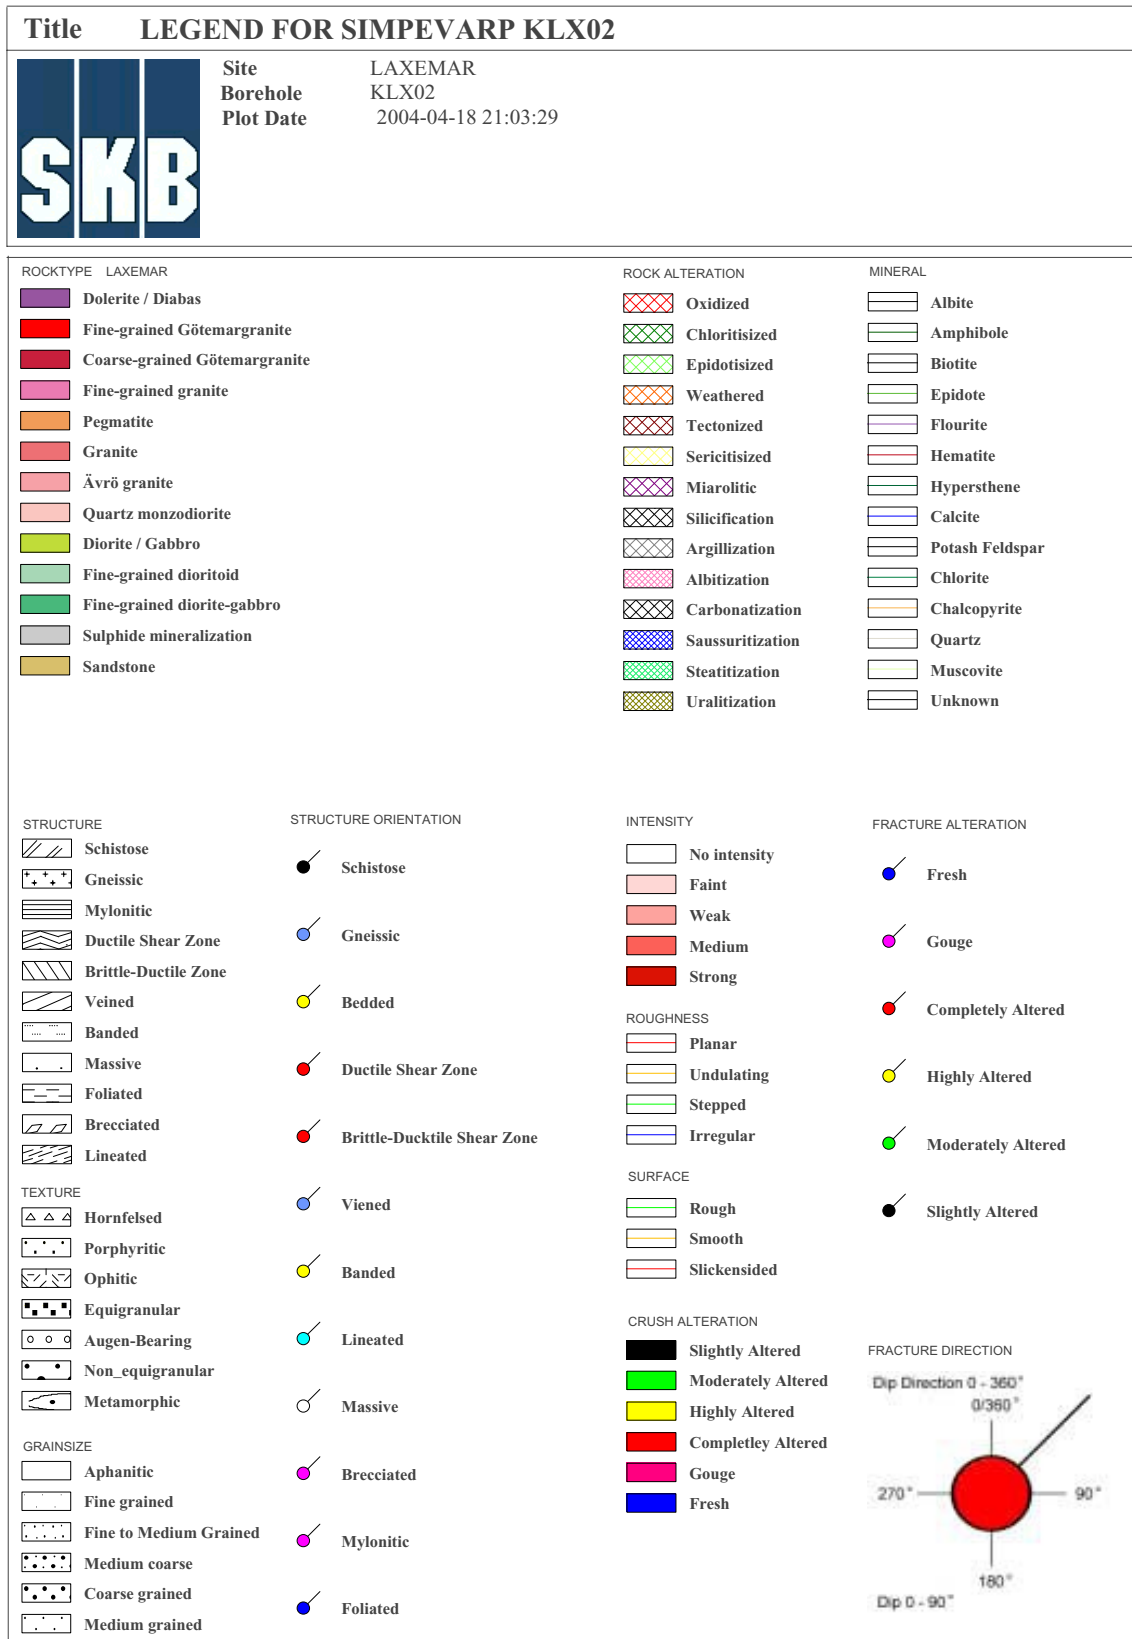 Title LEGEND FOR SIMPEVARP KLX02
SKB
Site LAXEMAR
Borehole KLX02
Plot Date 2004-04-18 21:03:29
ROCKTYPE LAXEMAR
Dolerite / Diabas
Fine-grained Götemargranite
Coarse-grained Götemargranite
Fine-grained granite
Pegmatite
Granite
Ävrö granite
Quartz monzodiorite
Diorite / Gabbro
Fine-grained dioritoid
Fine-grained diorite-gabbro
Sulphide mineralization
Sandstone
ROCK ALTERATION
Oxidized
Chloritisized
Epidotisized
Weathered
Tectonized
Sericitisized
Miarolitic
Silicification
Argillization
Albitization
Carbonatization
Saussuritization
Steatitization
Uralitization
MINERAL
Albite
Amphibole
Biotite
Epidote
Flourite
Hematite
Hypersthene
Calcite
Potash Feldspar
Chlorite
Chalcopyrite
Quartz
Muscovite
Unknown
STRUCTURE
Schistose
Gneissic
Mylonitic
Ductile Shear Zone
Brittle-Ductile Zone
Veined
Banded
Massive
Foliated
Brecciated
Lineated
TEXTURE
Hornfelsed
Porphyritic
Ophitic
Equigranular
Augen-Bearing
Non_equigranular
Metamorphic
GRAINSIZE
Aphanitic
Fine grained
Fine to Medium Grained
Medium coarse
Coarse grained
Medium grained
STRUCTURE ORIENTATION
Schistose
Gneissic
Bedded
Ductile Shear Zone
Brittle-Ducktile Shear Zone
Viened
Banded
Lineated
Massive
Brecciated
Mylonitic
Foliated
INTENSITY
No intensity
Faint
Weak
Medium
Strong
ROUGHNESS
Planar
Undulating
Stepped
Irregular
SURFACE
Rough
Smooth
Slickensided
CRUSH ALTERATION
Slightly Altered
Moderately Altered
Highly Altered
Completley Altered
Gouge
Fresh
FRACTURE ALTERATION
Fresh
Gouge
Completely Altered
Highly Altered
Moderately Altered
Slightly Altered
FRACTURE DIRECTION
Dip Direction 0 - 360°
0/360°
270° 90°
180°
Dip 0 - 90°